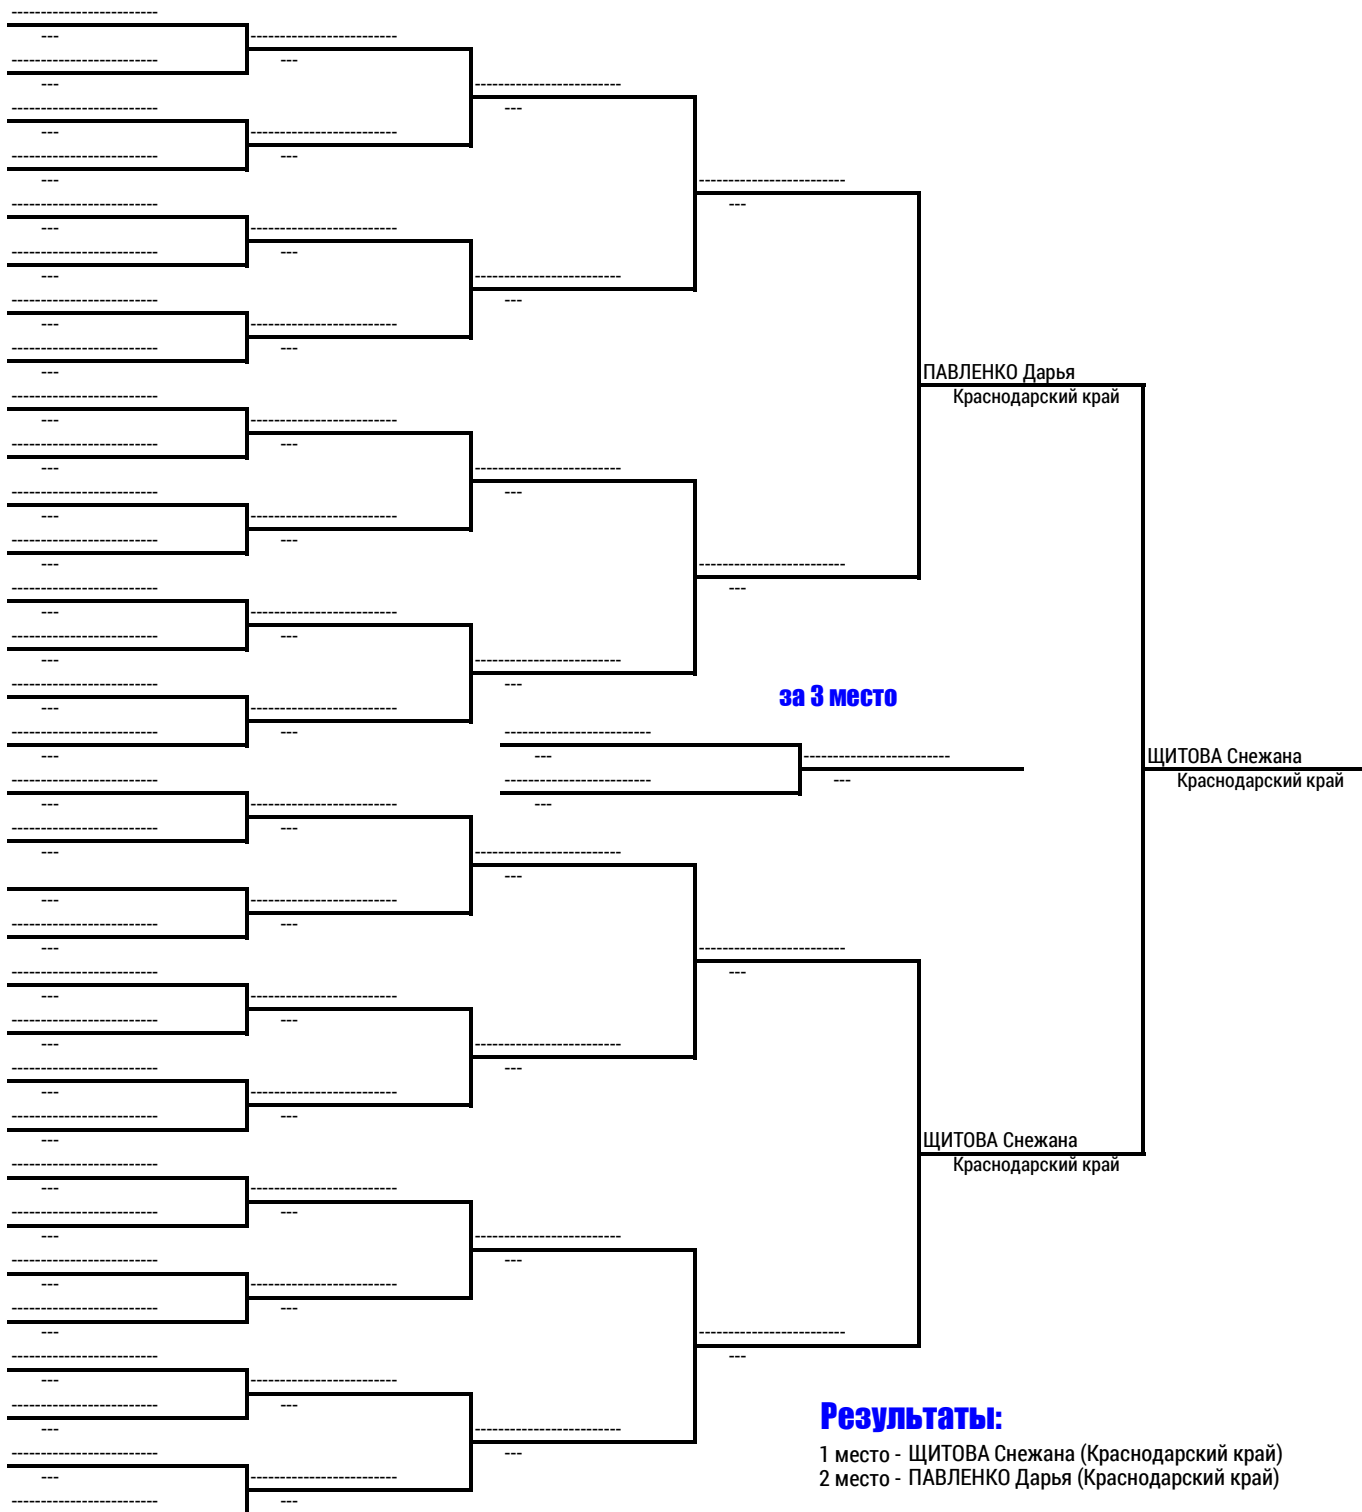 ПАВЛЕНКО Дарья
Краснодарский край
за 3 место
ЩИТОВА Снежана
Краснодарский край
ЩИТОВА Снежана
Краснодарский край
Результаты:
1 место - ЩИТОВА Снежана (Краснодарский край)
2 место - ПАВЛЕНКО Дарья (Краснодарский край)